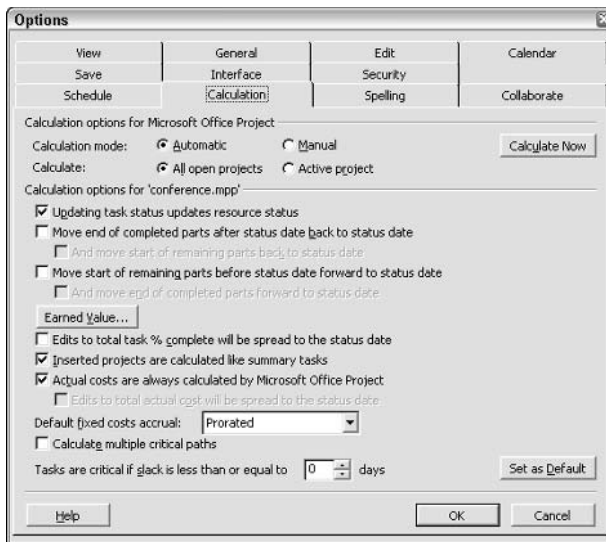 Options
View General Edit Calendar
Save Interface Security
Schedule Calculation Spelling Collaborate
Calculation options for Microsoft Office Project
Calculation mode: Automatic Manual Calculate Now
Calculate: All open projects Active project
Calculation options for 'conference.mpp'
Updating task status updates resource status
Move end of completed parts after status date back to status date
And move start of remaining parts back to status date
Move start of remaining parts before status date forward to status date
And move end of completed parts forward to status date
Earned Value...
Edits to total task % complete will be spread to the status date
Inserted projects are calculated like summary tasks
Actual costs are always calculated by Microsoft Office Project
Edits to total actual cost will be spread to the status date
Default fixed costs accrual: Prorated
Calculate multiple critical paths
Tasks are critical if slack is less than or equal to 0 days Set as Default
Help OK Cancel